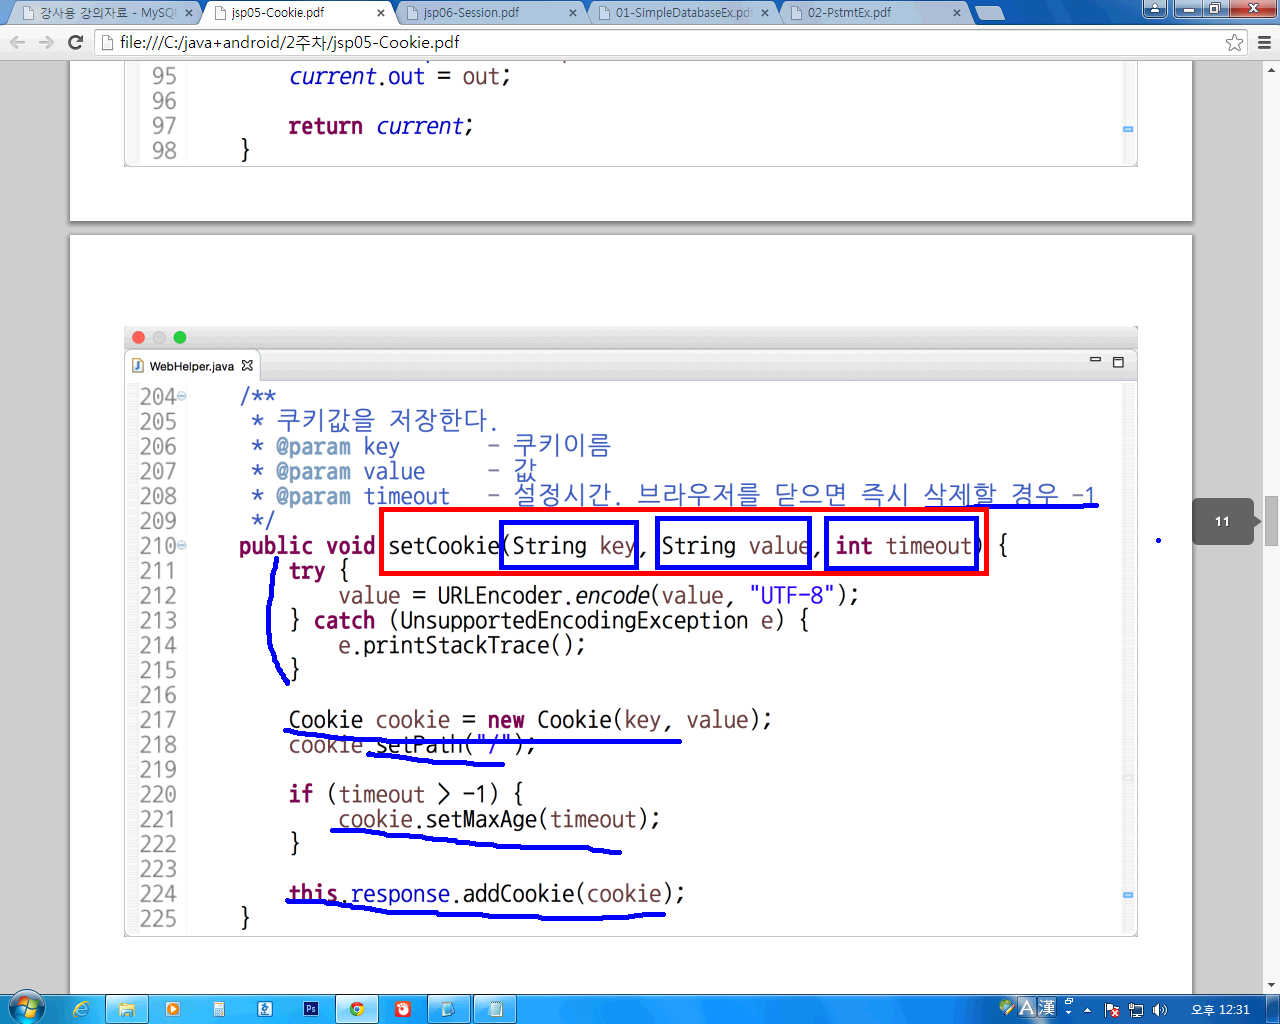 강사용 강의자료 - MySQL
jsp05-Cookie.pdf
jsp06-Session.pdf
01-SimpleDatabaseEx.pdf
02-PstmtEx.pdf
file:///C:/java+android/2주차/jsp05-Cookie.pdf
95 current.out = out;
96
97 return current;
98 }
WebHelper.java
204 /**
205 * 쿠키값을 저장한다.
206 * @param key - 쿠키이름
207 * @param value - 값
208 * @param timeout - 설정시간. 브라우저를 닫으면 즉시 삭제할 경우 -1
209 */
210 public void setCookie(String key, String value, int timeout) {
211 try {
212 value = URLEncoder.encode(value, "UTF-8");
213 } catch (UnsupportedEncodingException e) {
214 e.printStackTrace();
215 }
216
217 Cookie cookie = new Cookie(key, value);
218 cookie.setPath("/");
219
220 if (timeout > -1) {
221 cookie.setMaxAge(timeout);
222 }
223
224 this.response.addCookie(cookie);
225 }
11
Ps
A 漢
오후 12:31